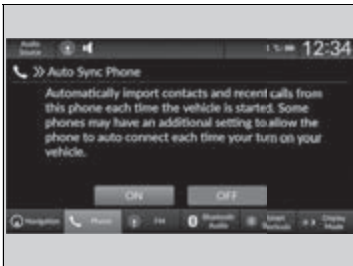 Audio
Source
12:34
Auto Sync Phone
Automatically import contacts and recent calls from
this phone each time the vehicle is started. Some
phones may have an additional setting to allow the
phone to auto connect each time your turn on your
vehicle.
ON OFF
Navigation Phone FM Bluetooth Audio Display Mode